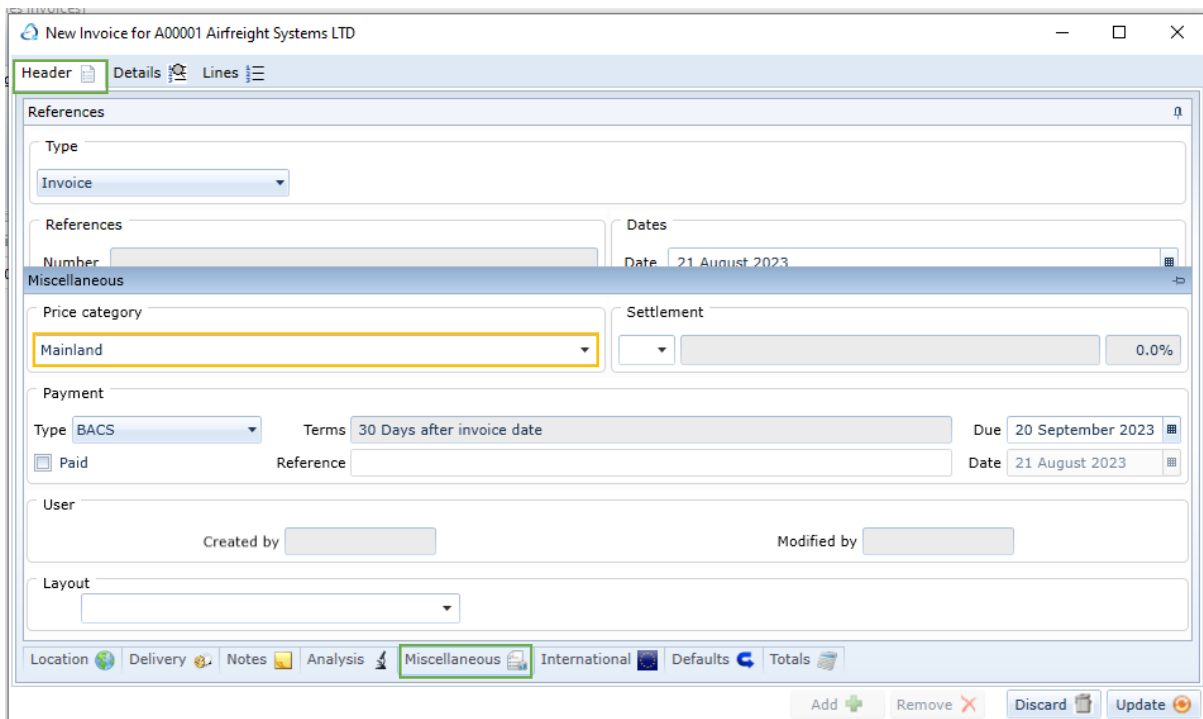 es invoices)
New Invoice for A00001 Airfreight Systems LTD
Header Details Lines
References
Type
Invoice
References Dates
Number Date 21 August 2023
Miscellaneous
Price category Settlement
Mainland 0.0%
Payment
Type BACS Terms 30 Days after invoice date Due 20 September 2023
Paid Reference Date 21 August 2023
User
Created by Modified by
Layout
Location Delivery Notes Analysis Miscellaneous International Defaults Totals
Add Remove Discard Update